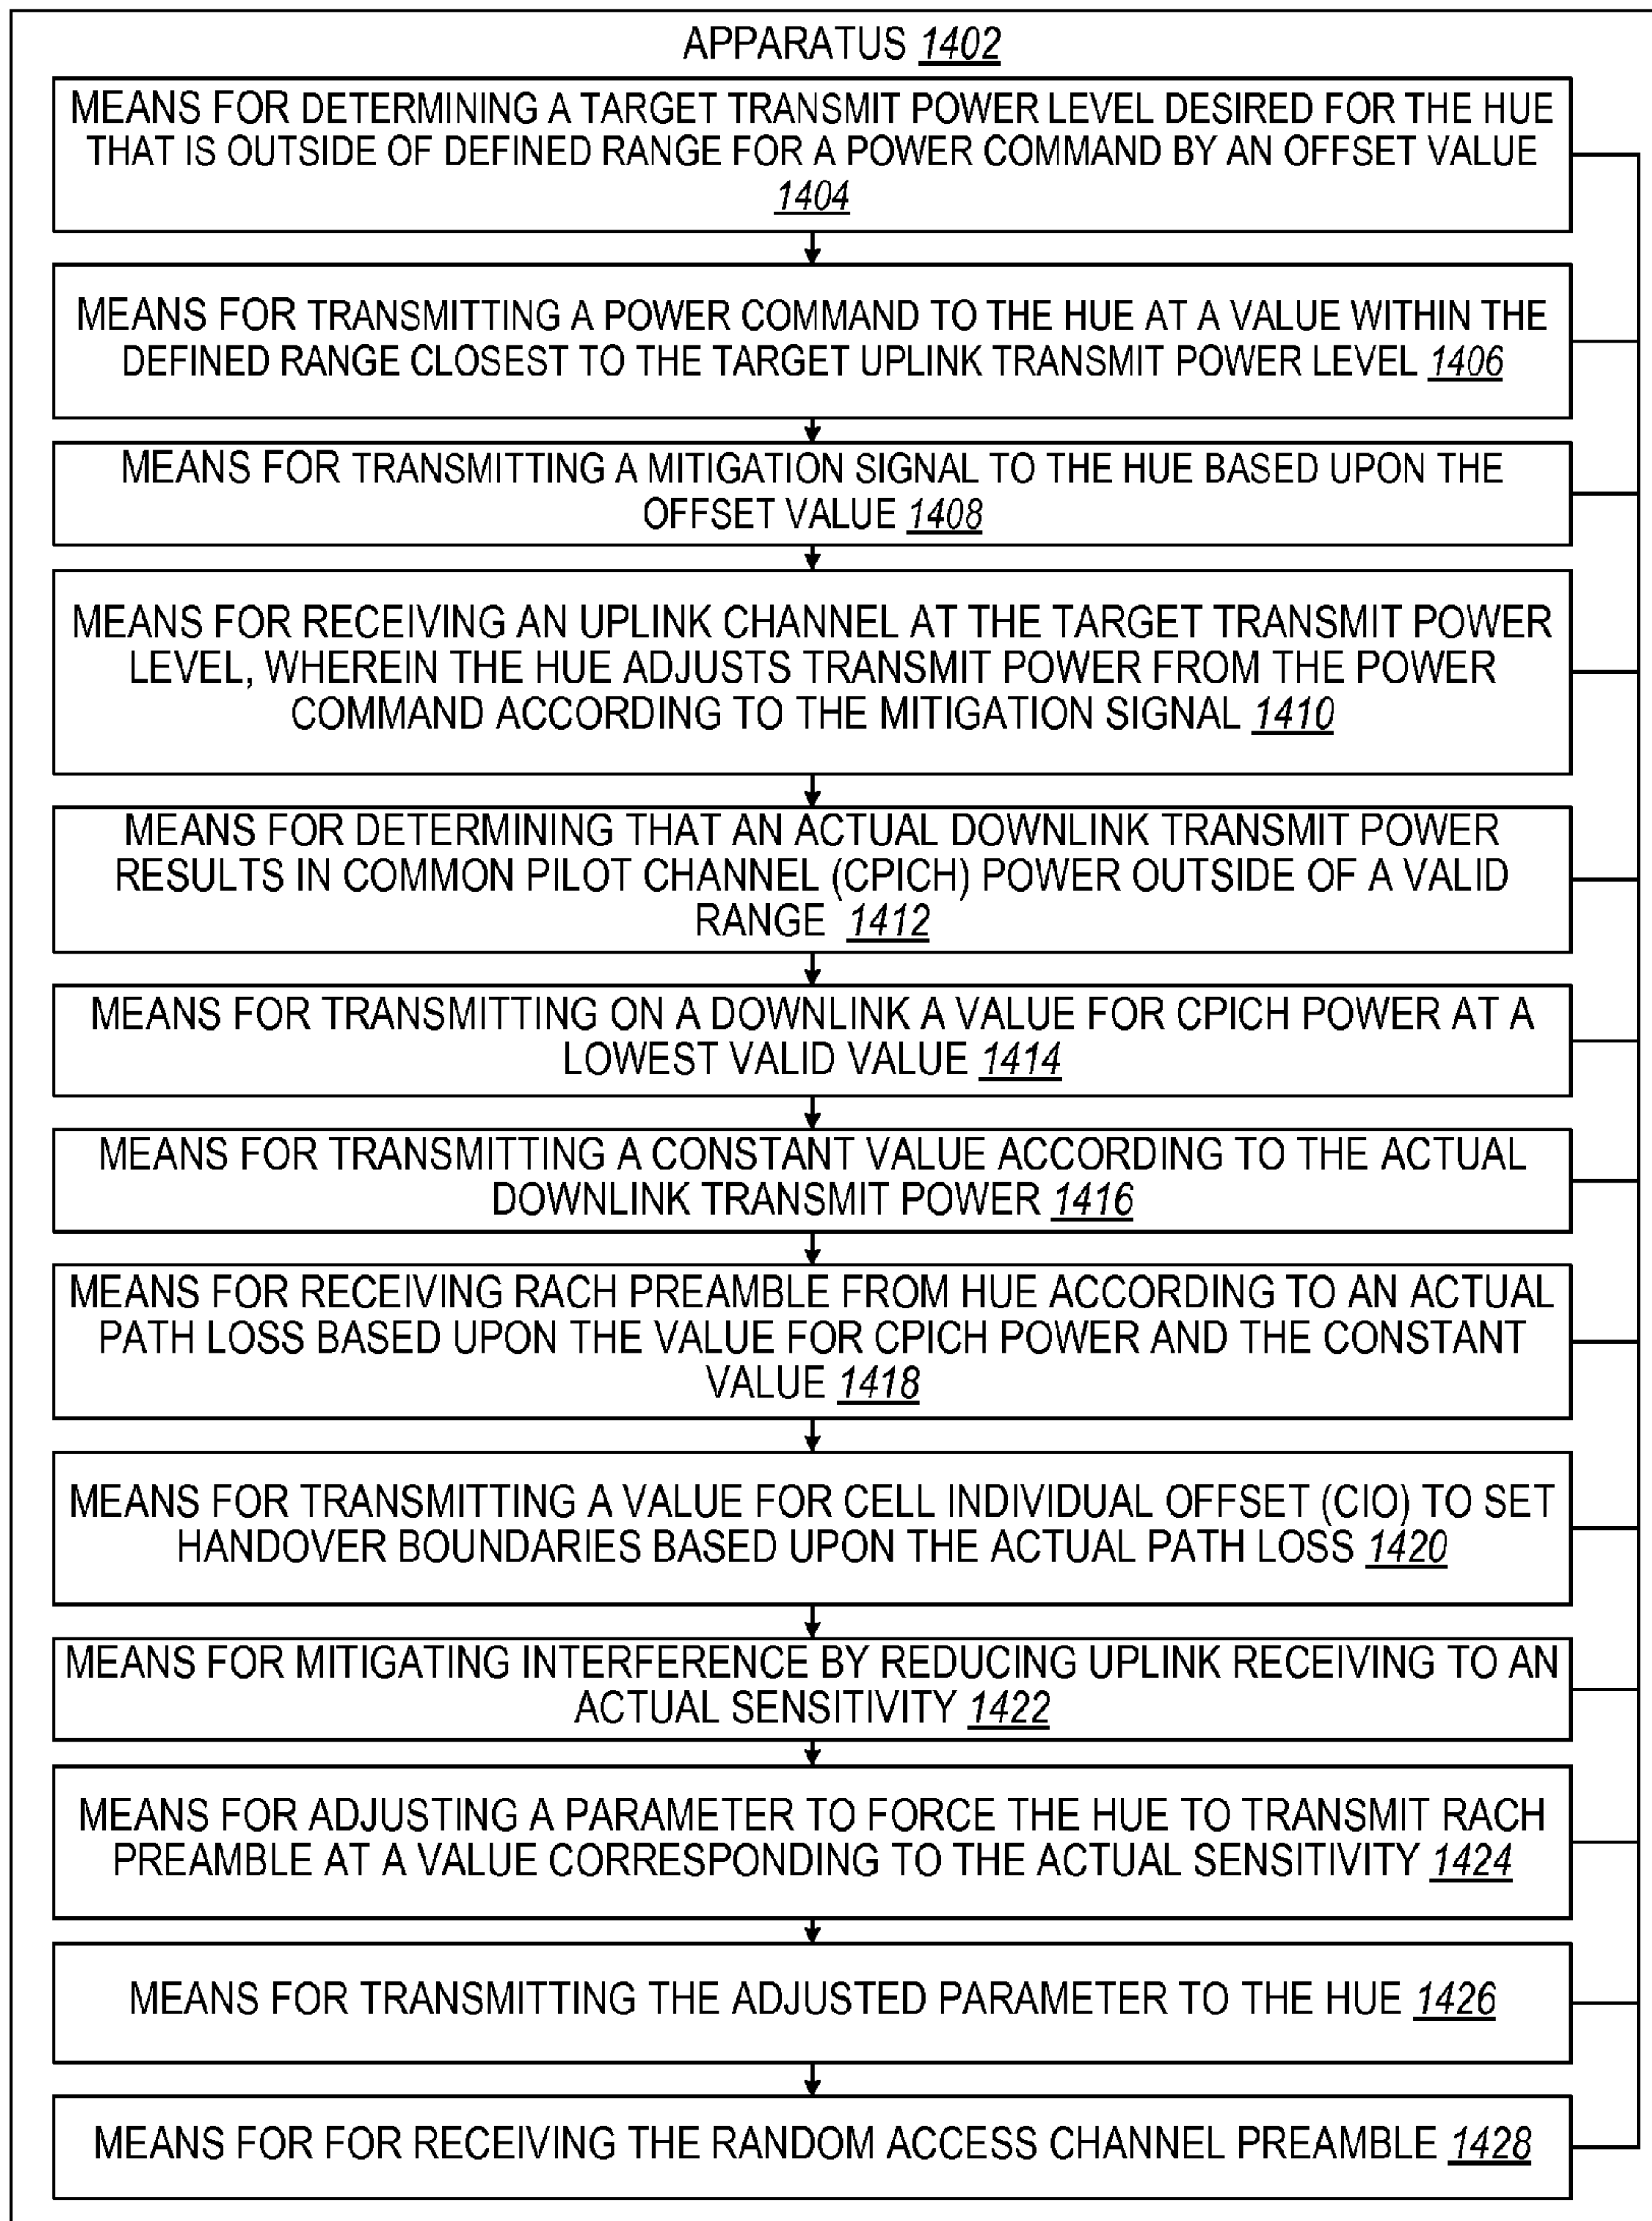 APPARATUS 1402
MEANS FOR DETERMINING A TARGET TRANSMIT POWER LEVEL DESIRED FOR THE HUE
THAT IS OUTSIDE OF DEFINED RANGE FOR A POWER COMMAND BY AN OFFSET VALUE
1404
MEANS FOR TRANSMITTING A POWER COMMAND TO THE HUE AT A VALUE WITHIN THE
DEFINED RANGE CLOSEST TO THE TARGET UPLINK TRANSMIT POWER LEVEL 1406
MEANS FOR TRANSMITTING A MITIGATION SIGNAL TO THE HUE BASED UPON THE
OFFSET VALUE 1408
MEANS FOR RECEIVING AN UPLINK CHANNEL AT THE TARGET TRANSMIT POWER
LEVEL, WHEREIN THE HUE ADJUSTS TRANSMIT POWER FROM THE POWER
COMMAND ACCORDING TO THE MITIGATION SIGNAL 1410
MEANS FOR DETERMINING THAT AN ACTUAL DOWNLINK TRANSMIT POWER
RESULTS IN COMMON PILOT CHANNEL (CPICH) POWER OUTSIDE OF A VALID
RANGE 1412
MEANS FOR TRANSMITTING ON A DOWNLINK A VALUE FOR CPICH POWER AT A
LOWEST VALID VALUE 1414
MEANS FOR TRANSMITTING A CONSTANT VALUE ACCORDING TO THE ACTUAL
DOWNLINK TRANSMIT POWER 1416
MEANS FOR RECEIVING RACH PREAMBLE FROM HUE ACCORDING TO AN ACTUAL
PATH LOSS BASED UPON THE VALUE FOR CPICH POWER AND THE CONSTANT
VALUE 1418
MEANS FOR TRANSMITTING A VALUE FOR CELL INDIVIDUAL OFFSET (CIO) TO SET
HANDOVER BOUNDARIES BASED UPON THE ACTUAL PATH LOSS 1420
MEANS FOR MITIGATING INTERFERENCE BY REDUCING UPLINK RECEIVING TO AN
ACTUAL SENSITIVITY 1422
MEANS FOR ADJUSTING A PARAMETER TO FORCE THE HUE TO TRANSMIT RACH
PREAMBLE AT A VALUE CORRESPONDING TO THE ACTUAL SENSITIVITY 1424
MEANS FOR TRANSMITTING THE ADJUSTED PARAMETER TO THE HUE 1426
MEANS FOR FOR RECEIVING THE RANDOM ACCESS CHANNEL PREAMBLE 1428